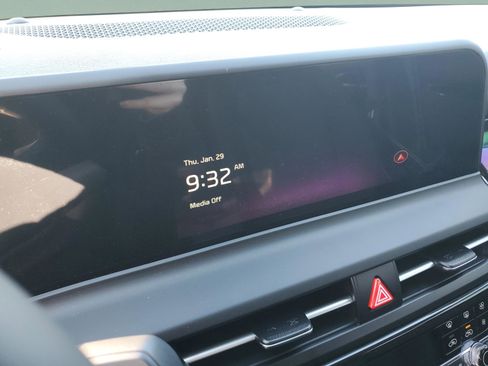 Thu, Jan. 29
9:32 AM
Media Off